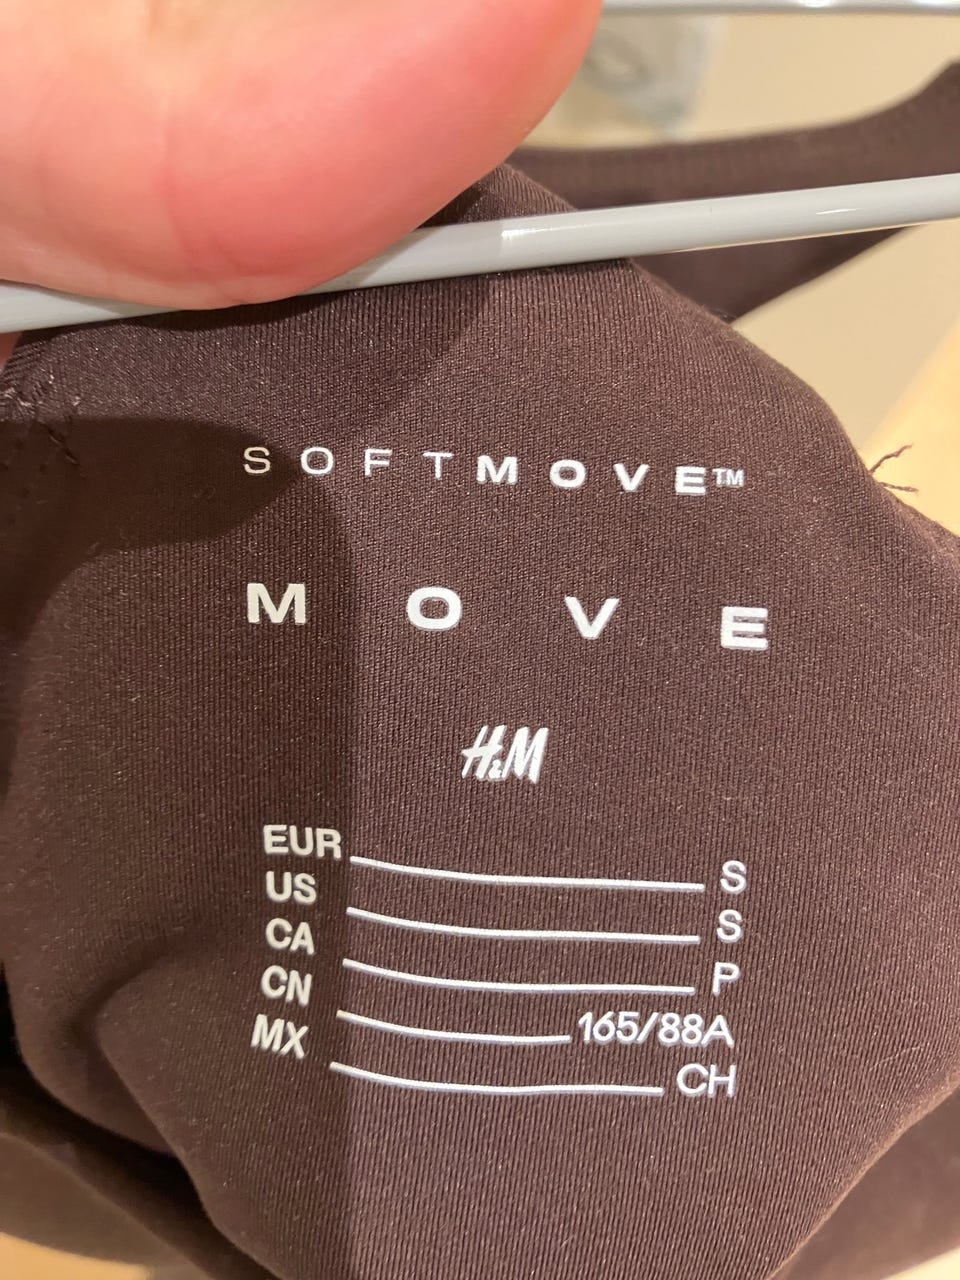 SOFTMOVE™
MOVE
H&M
EUR S
US S
CA P
CN 165/88A
MX CH